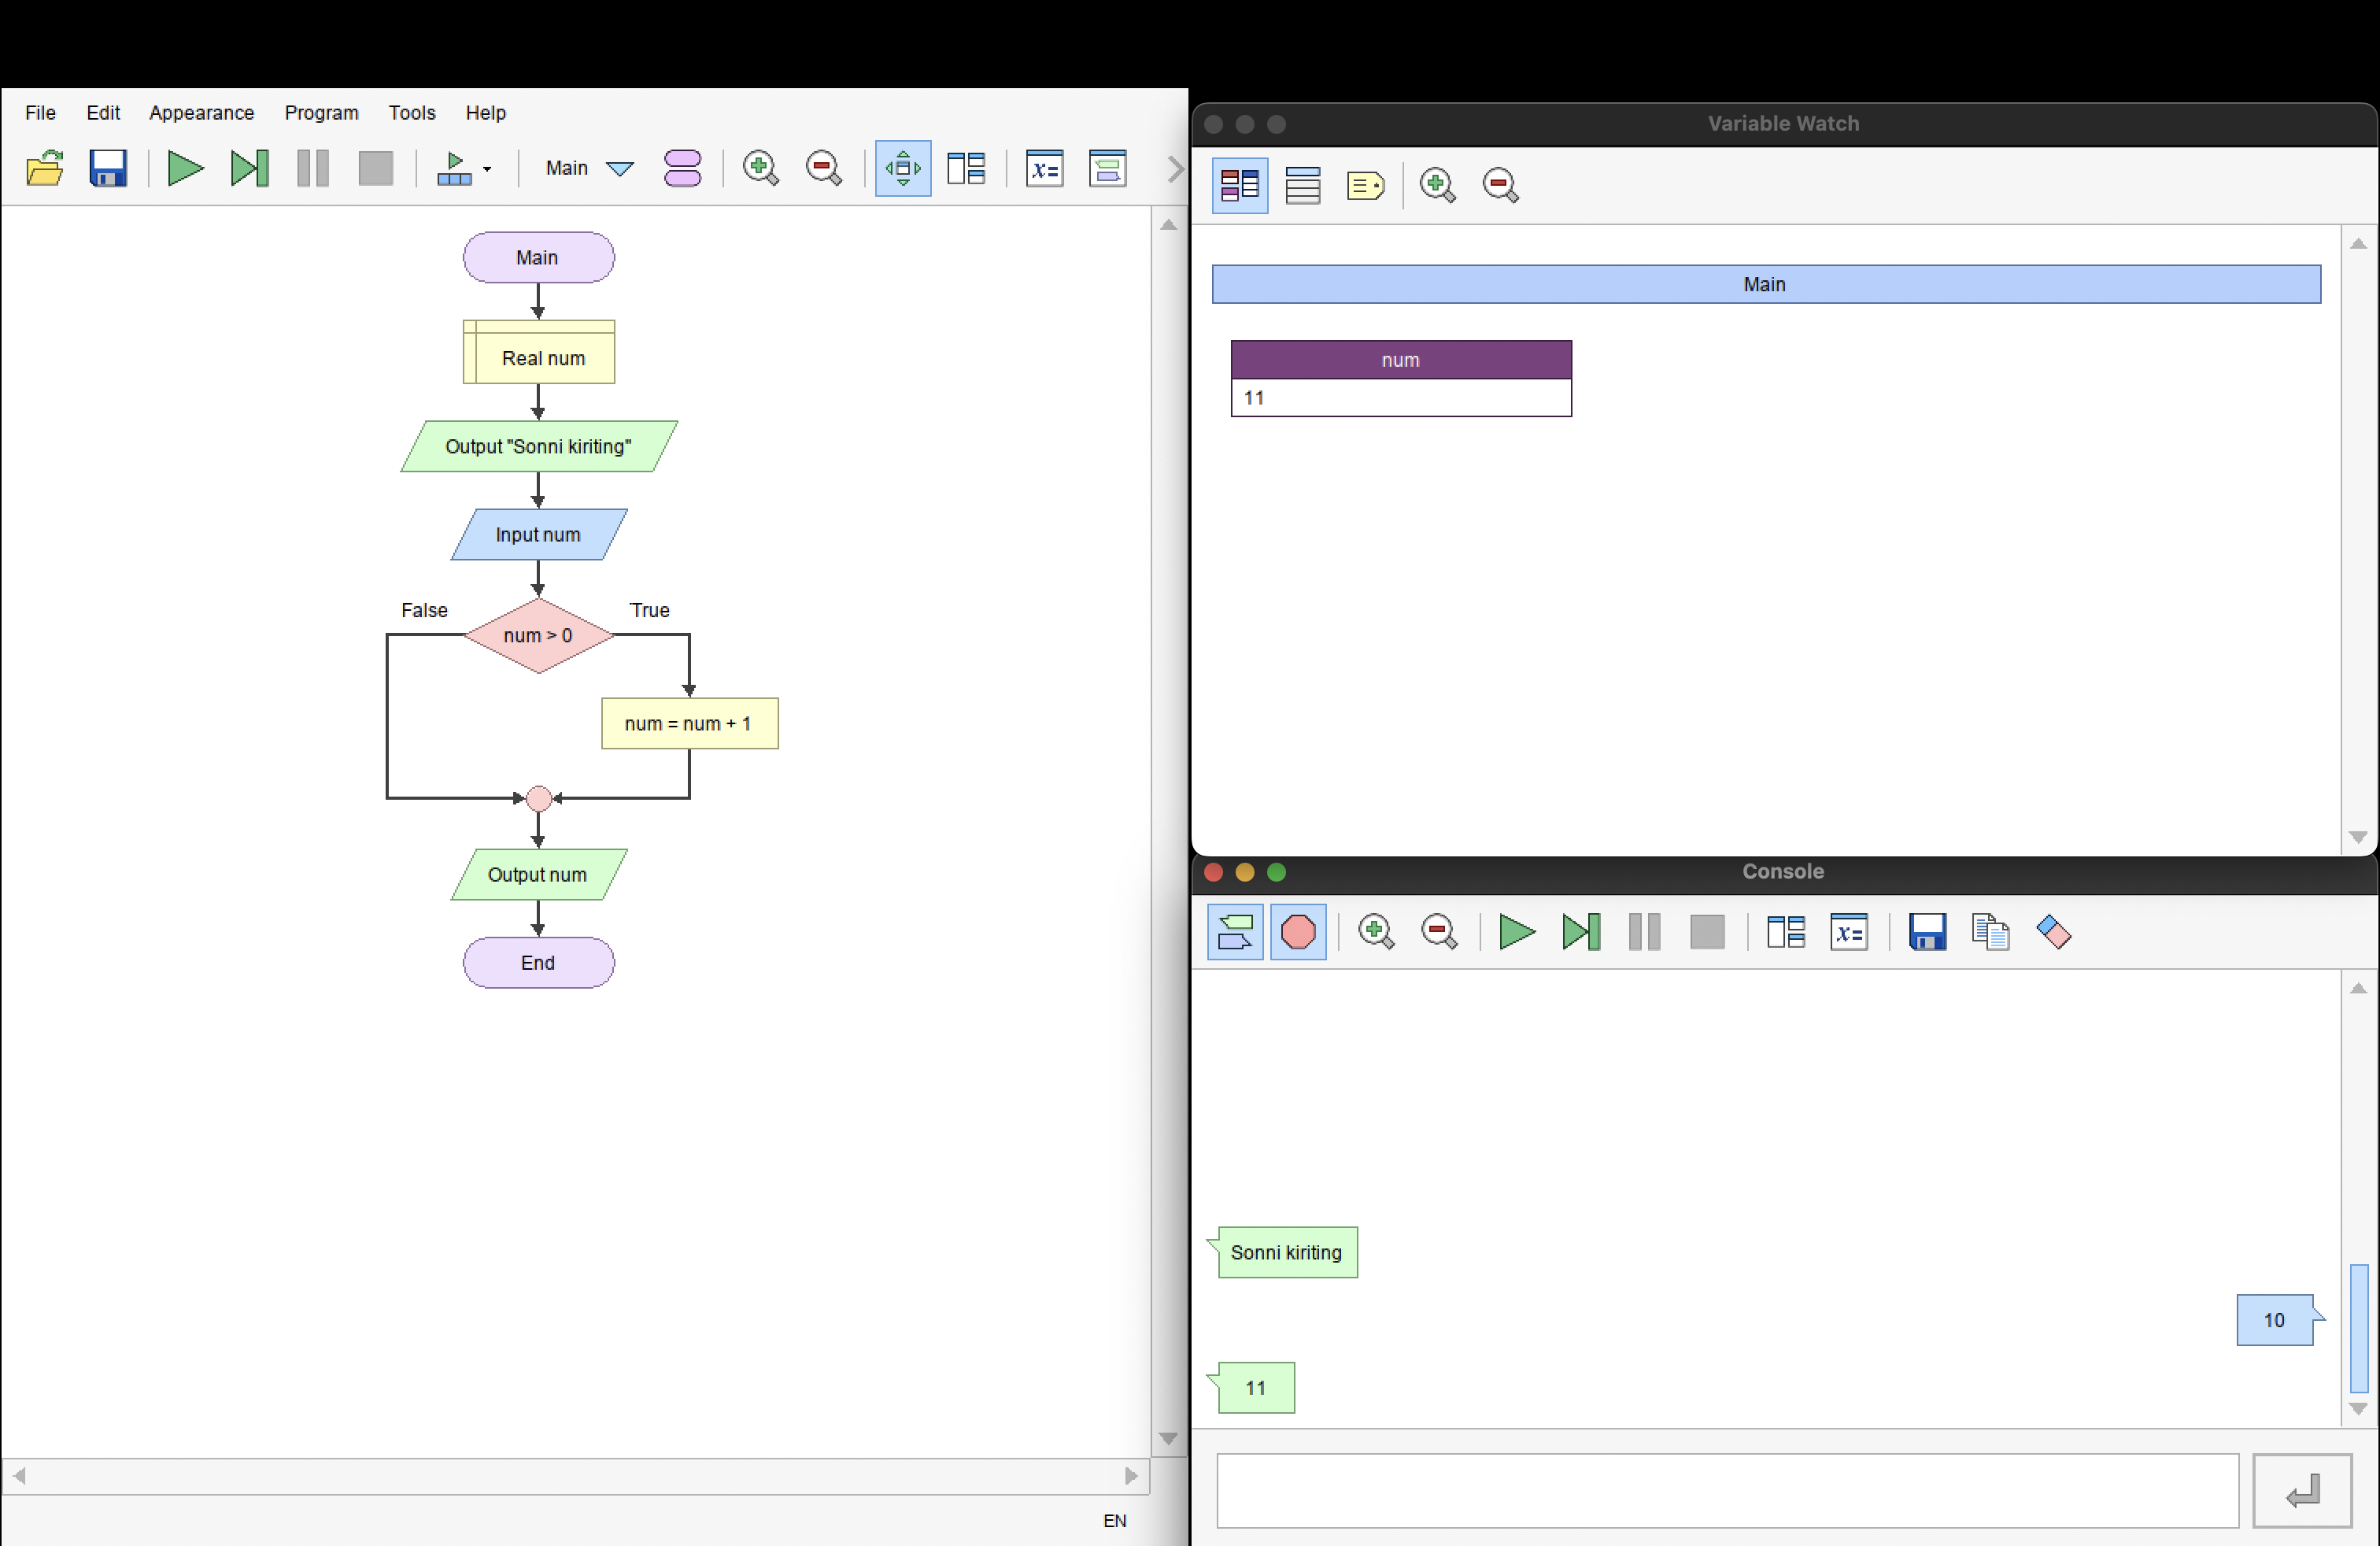 File Edit Appearance Program Tools Help
Main
Main
Real num
Output "Sonni kiriting"
Input num
False True
num > 0
num = num + 1
Output num
End
EN
Variable Watch
Main
num
11
Console
Sonni kiriting
10
11